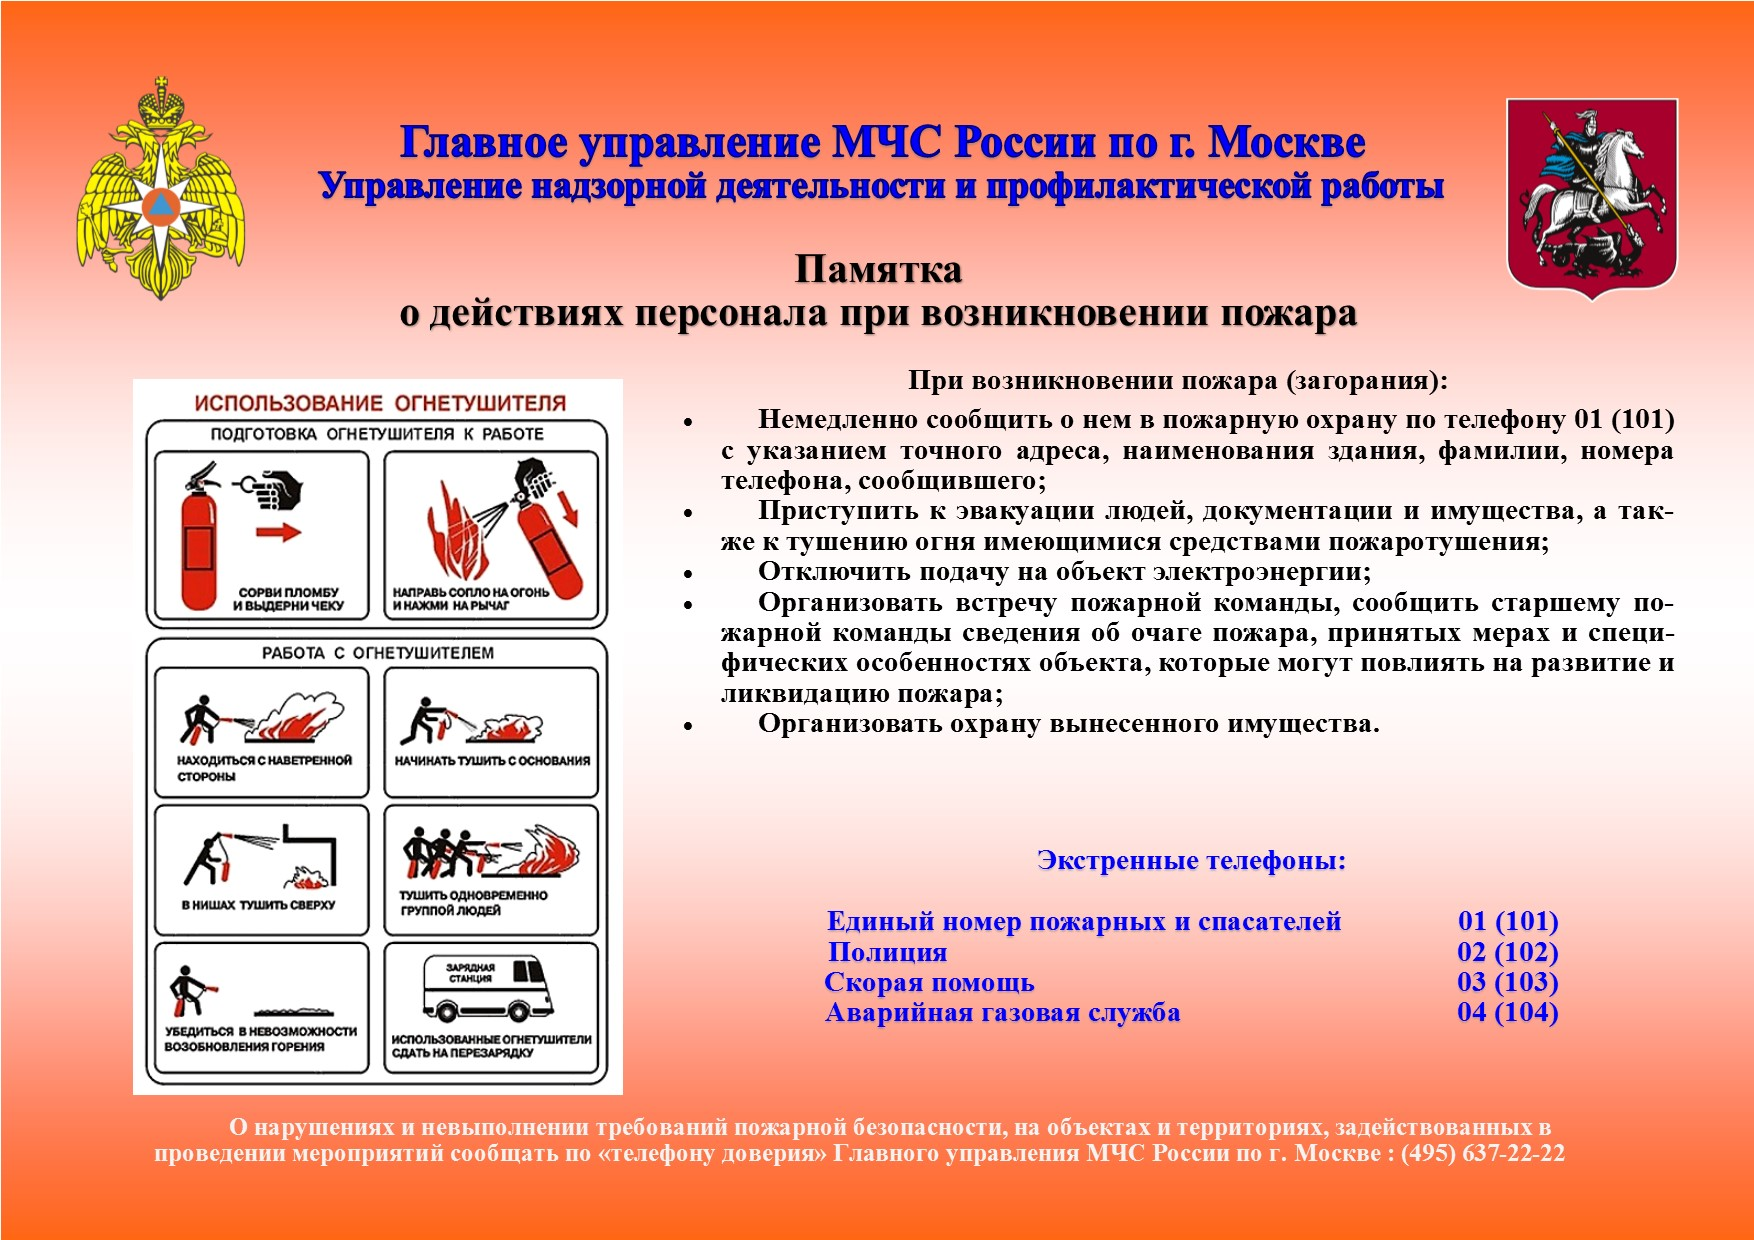 Главное управление МЧС России по г. Москве
Управление надзорной деятельности и профилактической работы
Памятка
о действиях персонала при возникновении пожара
ИСПОЛЬЗОВАНИЕ ОГНЕТУШИТЕЛЯ
ПОДГОТОВКА ОГНЕТУШИТЕЛЯ К РАБОТЕ
СОРВИ ПЛОМБУ
И ВЫДЕРНИ ЧЕКУ
НАПРАВЬ СОПЛО НА ОГОНЬ
И НАЖМИ НА РЫЧАГ
РАБОТА С ОГНЕТУШИТЕЛЕМ
НАХОДИТЬСЯ С НАВЕТРЕННОЙ
СТОРОНЫ
НАЧИНАТЬ ТУШИТЬ С ОСНОВАНИЯ
В НИШАХ ТУШИТЬ СВЕРХУ
ТУШИТЬ ОДНОВРЕМЕННО
ГРУППОЙ ЛЮДЕЙ
УБЕДИТЬСЯ В НЕВОЗМОЖНОСТИ
ВОЗОБНОВЛЕНИЯ ГОРЕНИЯ
ЗАРЯДНАЯ
СТАНЦИЯ
ИСПОЛЬЗОВАННЫЕ ОГНЕТУШИТЕЛИ
СДАТЬ НА ПЕРЕЗАРЯДКУ
При возникновении пожара (загорания):
• Немедленно сообщить о нем в пожарную охрану по телефону 01 (101)
с указанием точного адреса, наименования здания, фамилии, номера
телефона, сообщившего;
• Приступить к эвакуации людей, документации и имущества, а так-
же к тушению огня имеющимися средствами пожаротушения;
• Отключить подачу на объект электроэнергии;
• Организовать встречу пожарной команды, сообщить старшему по-
жарной команды сведения об очаге пожара, принятых мерах и специ-
фических особенностях объекта, которые могут повлиять на развитие и
ликвидацию пожара;
• Организовать охрану вынесенного имущества.
Экстренные телефоны:
Единый номер пожарных и спасателей 01 (101)
Полиция 02 (102)
Скорая помощь 03 (103)
Аварийная газовая служба 04 (104)
О нарушениях и невыполнении требований пожарной безопасности, на объектах и территориях, задействованных в
проведении мероприятий сообщать по «телефону доверия» Главного управления МЧС России по г. Москве : (495) 637-22-22